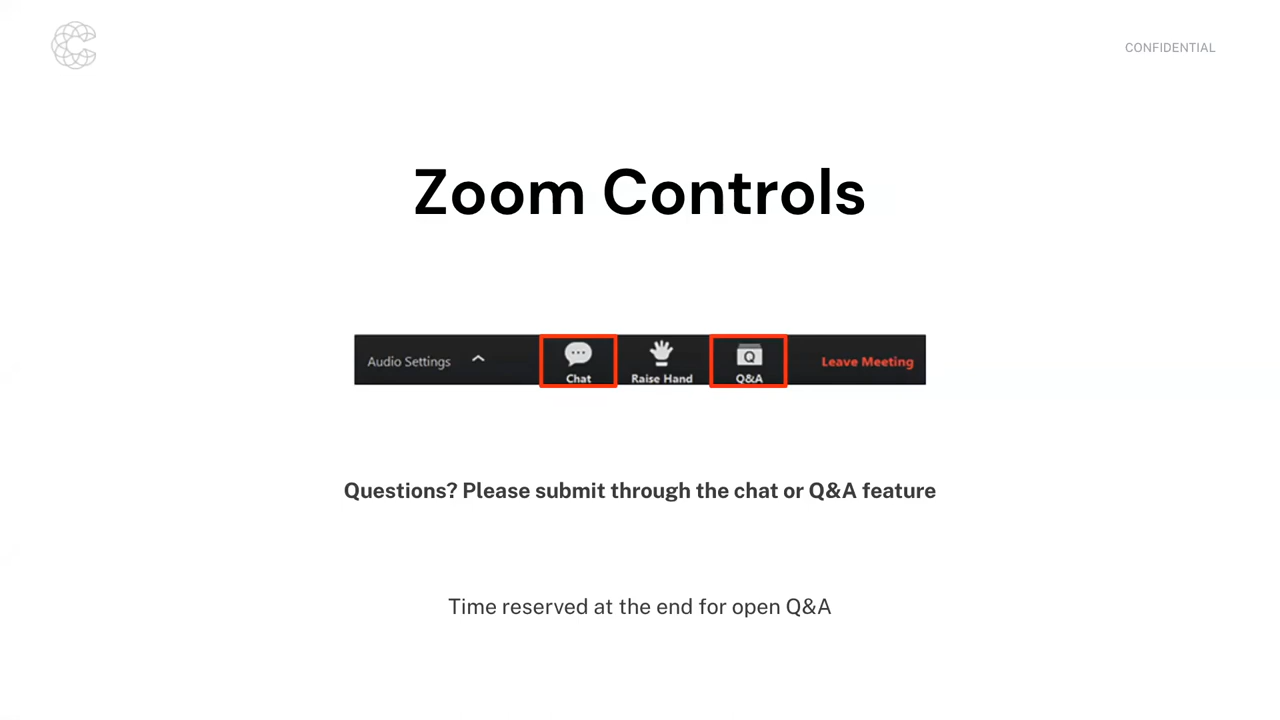 CONFIDENTIAL
Zoom Controls
Audio Settings
Chat
Raise Hand
Q&A
Leave Meeting
Questions? Please submit through the chat or Q&A feature
Time reserved at the end for open Q&A